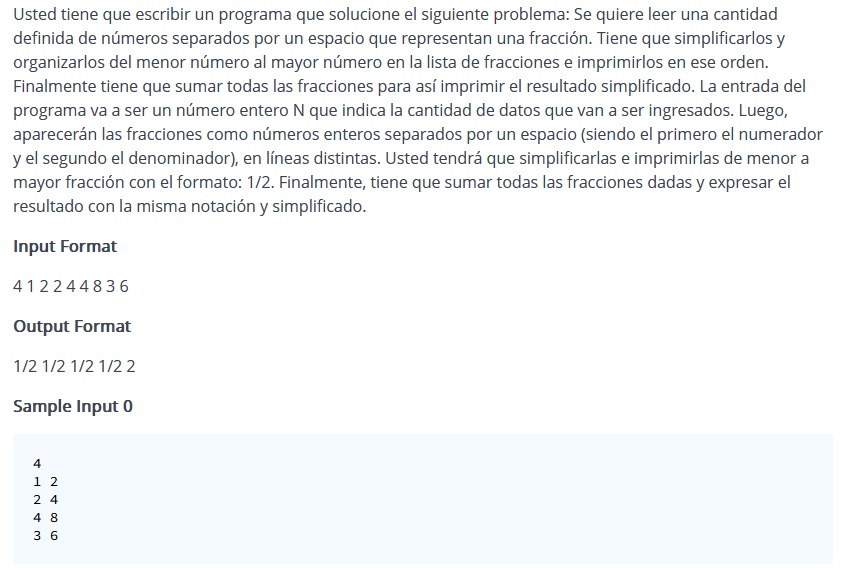 Usted tiene que escribir un programa que solucione el siguiente problema: Se quiere leer una cantidad
definida de números separados por un espacio que representan una fracción. Tiene que simplificarlos y
organizarlos del menor número al mayor número en la lista de fracciones e imprimirlos en ese orden.
Finalmente tiene que sumar todas las fracciones para así imprimir el resultado simplificado. La entrada del
programa va a ser un número entero N que indica la cantidad de datos que van a ser ingresados. Luego,
aparecerán las fracciones como números enteros separados por un espacio (siendo el primero el numerador
y el segundo el denominador), en líneas distintas. Usted tendrá que simplificarlas e imprimirlas de menor a
mayor fracción con el formato: 1/2. Finalmente, tiene que sumar todas las fracciones dadas y expresar el
resultado con la misma notación y simplificado.
Input Format
4 1 2 2 4 4 8 3 6
Output Format
1/2 1/2 1/2 1/2 2
Sample Input 0
4
1 2
2 4
4 8
3 6